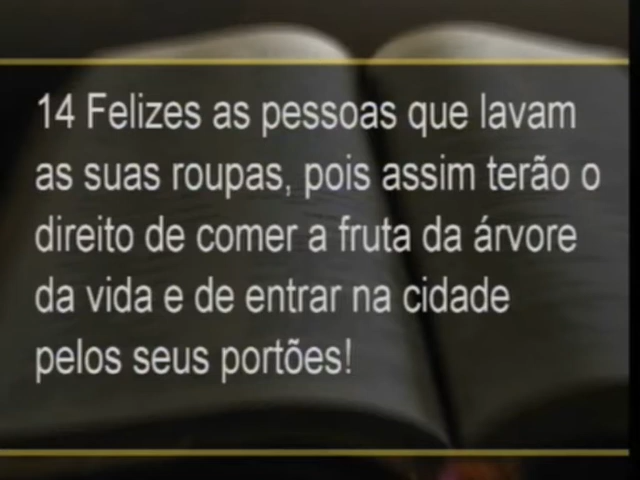 14 Felizes as pessoas que lavam
as suas roupas, pois assim terão o
direito de comer a fruta da árvore
da vida e de entrar na cidade
pelos seus portões!